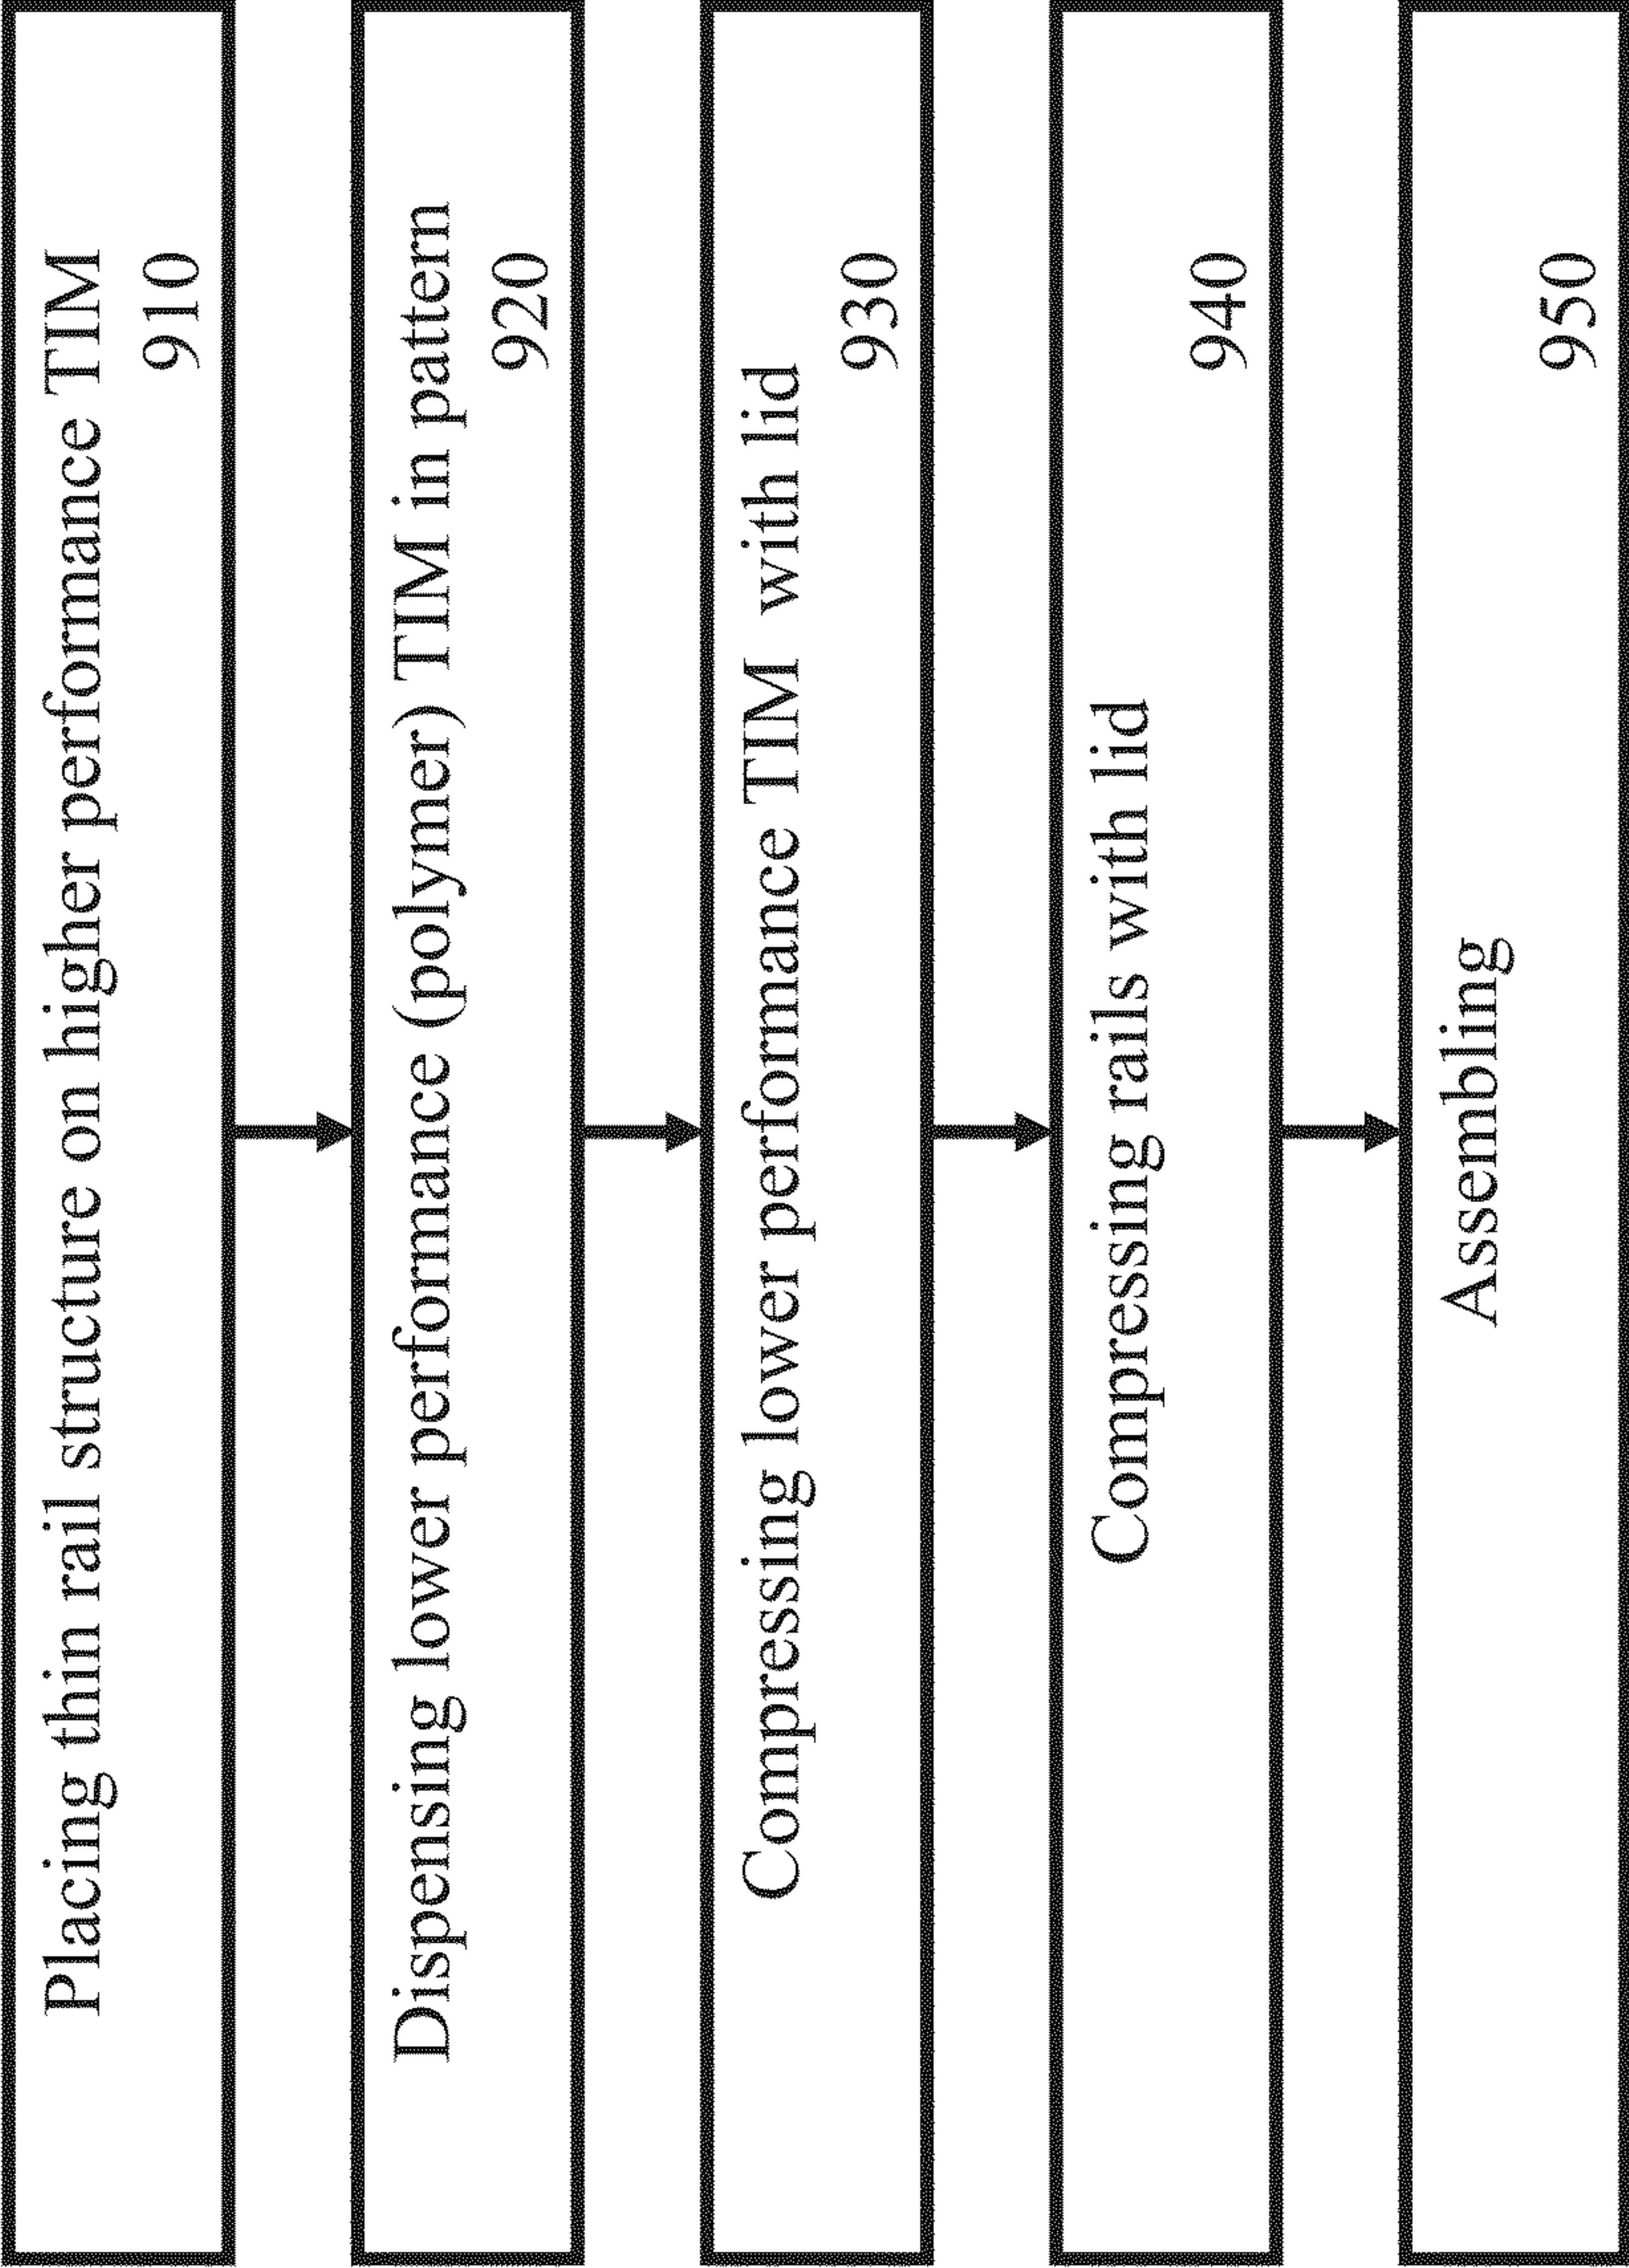 Placing thin rail structure on higher performance TIM
910
Dispensing lower performance (polymer) TIM in pattern
920
Compressing lower performance TIM with lid
930
Compressing rails with lid
940
Assembling
950